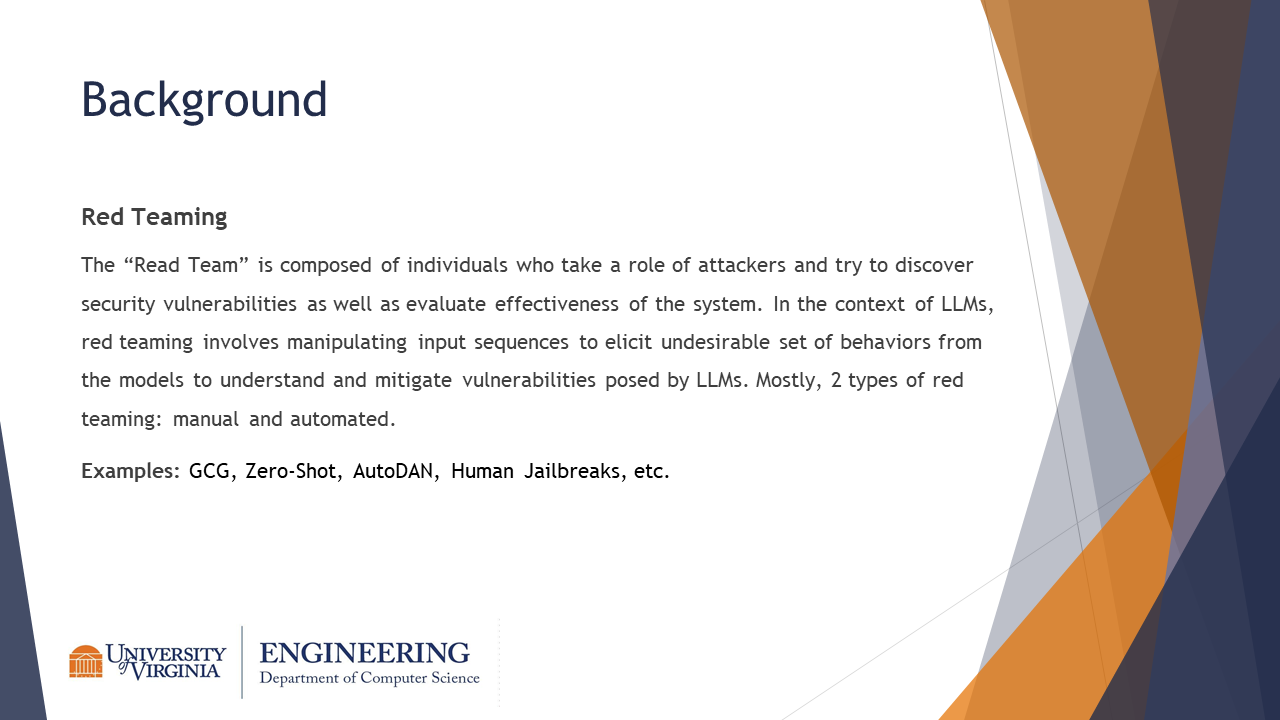 Background
Red Teaming
The “Read Team” is composed of individuals who take a role of attackers and try to discover
security vulnerabilities as well as evaluate effectiveness of the system. In the context of LLMs,
red teaming involves manipulating input sequences to elicit undesirable set of behaviors from
the models to understand and mitigate vulnerabilities posed by LLMs. Mostly, 2 types of red
teaming: manual and automated.
Examples: GCG, Zero-Shot, AutoDAN, Human Jailbreaks, etc.
UNIVERSITY
of VIRGINIA
ENGINEERING
Department of Computer Science